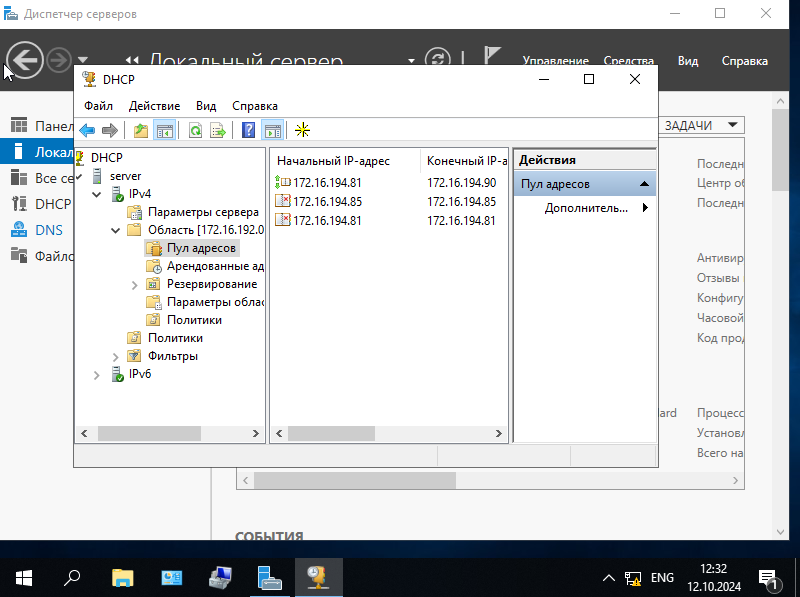 Диспетчер серверов
Локальный сервер
Управление Средства Вид Справка
DHCP
Файл Действие Вид Справка
ЗАДАЧИ
DHCP
server
IPv4
Параметры сервера
Область [172.16.192.0
Пул адресов
Арендованные ад
Резервирование
Параметры облас
Политики
Политики
Фильтры
IPv6
Начальный IP-адрес Конечный IP-а
172.16.194.81 172.16.194.90
172.16.194.85 172.16.194.85
172.16.194.81 172.16.194.81
Действия
Пул адресов
Дополнитель...
Панел
Локал
Все се
DHCP
DNS
Файло
Последн
Центр об
Последн
Антивир
Отзывы
Конфигу
Часовой
Код прод
ard
Процесс
Установл
Всего на
СОБЫТИЯ
ENG
12:32
12.10.2024
1